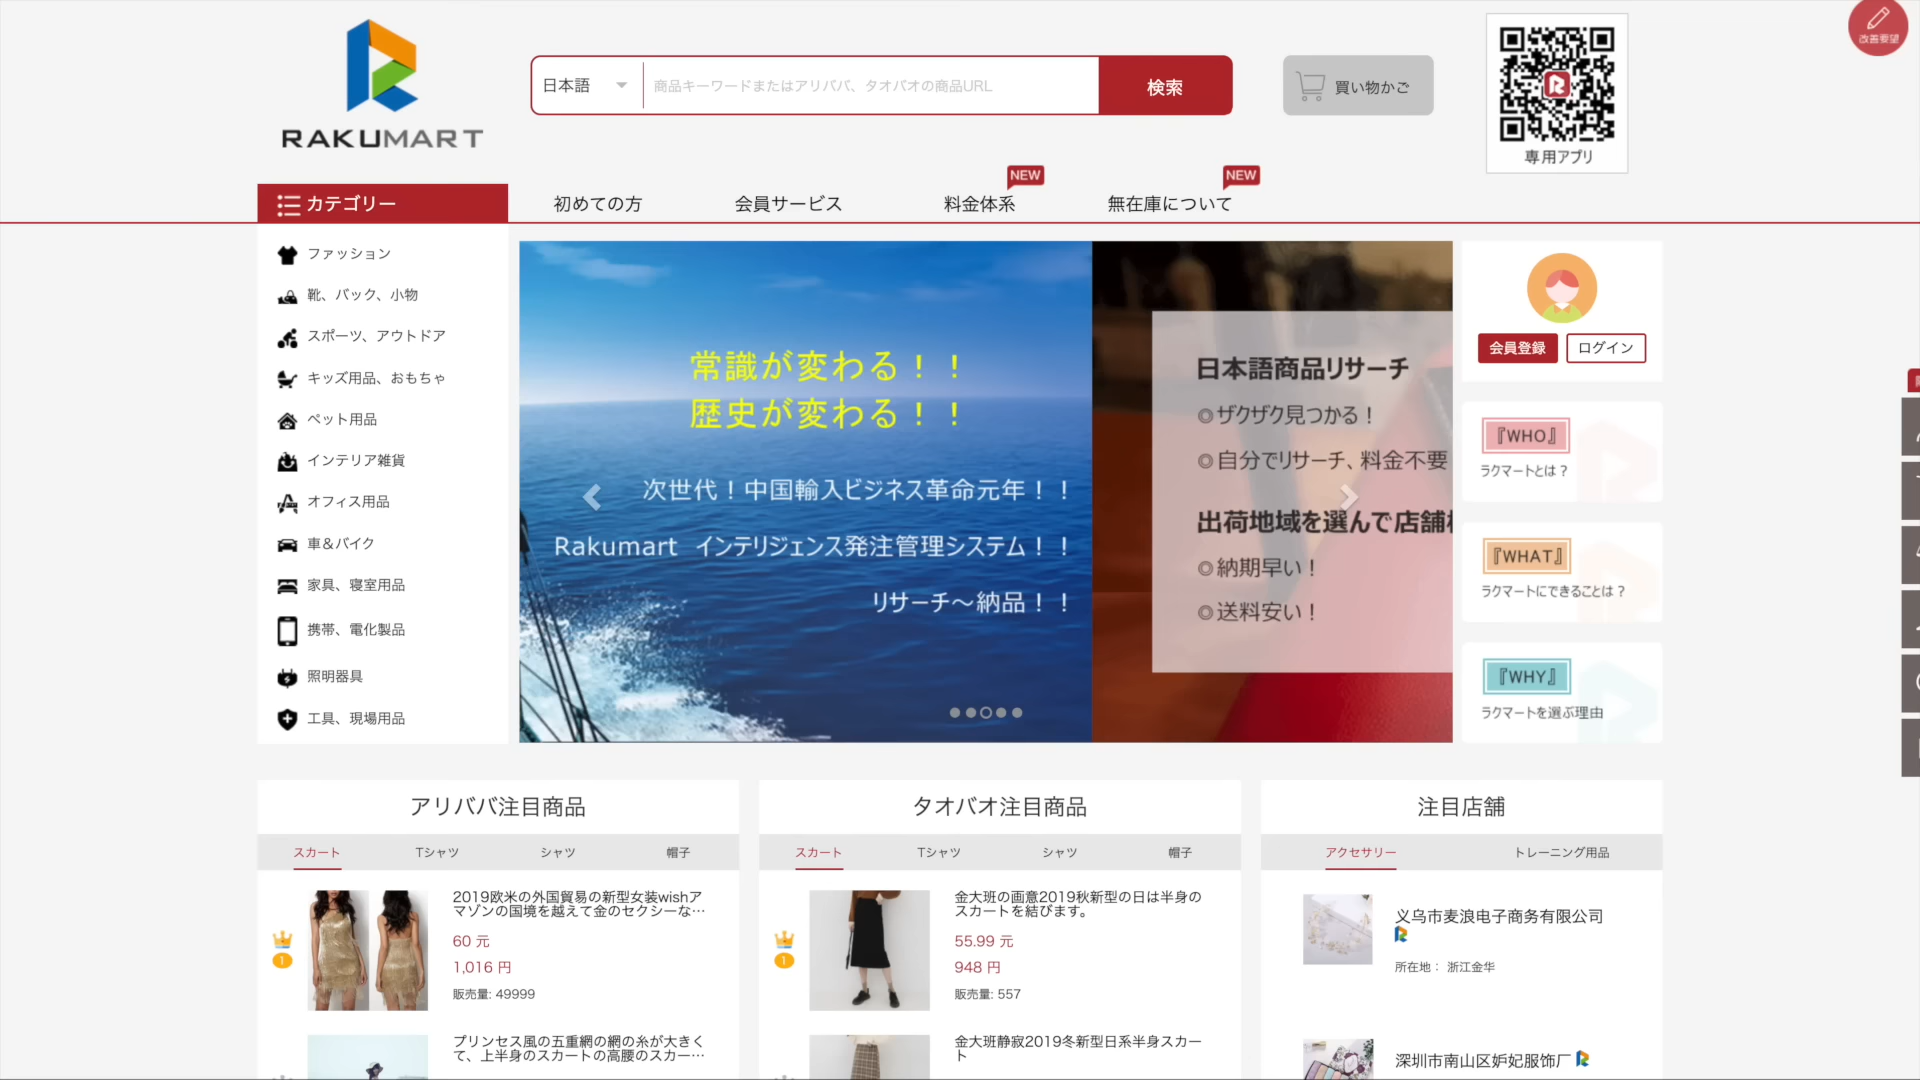 RAKUMART
日本語
商品キーワードまたはアリババ、タオバオの商品URL
検索
買い物かご
専用アプリ
改善要望
カテゴリー
初めての方
会員サービス
料金体系
NEW
無在庫について
NEW
ファッション
靴、バック、小物
スポーツ、アウトドア
キッズ用品、おもちゃ
ペット用品
インテリア雑貨
オフィス用品
車&バイク
家具、寝室用品
携帯、電化製品
照明器具
工具、現場用品
常識が変わる！！
歴史が変わる！！
次世代！中国輸入ビジネス革命元年！！
Rakumart インテリジェンス発注管理システム！！
リサーチ～納品！！
日本語商品リサーチ
◎ザクザク見つかる！
◎自分でリサーチ、料金不要
出荷地域を選んで店舗
◎納期早い！
◎送料安い！
会員登録
ログイン
『WHO』
ラクマートとは？
『WHAT』
ラクマートにできることは？
『WHY』
ラクマートを選ぶ理由
アリババ注目商品
スカート
Tシャツ
シャツ
帽子
1
2019欧米の外国貿易の新型女装wishア
マゾンの国境を越えて金のセクシーな…
60 元
1,016 円
販売量: 49999
プリンセス風の五重網の網の糸が大きく
て、上半身のスカートの高腰のスカー…
タオバオ注目商品
スカート
Tシャツ
シャツ
帽子
1
金大班の画意2019秋新型の日は半身の
スカートを結びます。
55.99 元
948 円
販売量: 557
金大班静寂2019冬新型日系半身スカー
ト
注目店舗
アクセサリー
トレーニング用品
义乌市麦浪电子商务有限公司
所在地： 浙江金华
深圳市南山区妒妃服饰厂